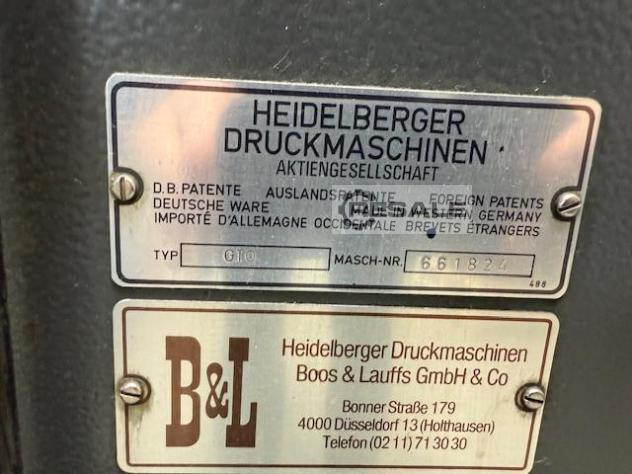 HEIDELBERGER
DRUCKMASCHINEN
AKTIENGESELLSCHAFT
D.B. PATENTE AUSLANDSPATENTE FOREIGN PATENTS
DEUTSCHE WARE MADE IN WESTERN GERMANY
IMPORTÉ D'ALLEMAGNE OCCIDENTALE BREVETS ÉTRANGERS
RESALE
TYP GTO MASCH-NR. 661824
488
B&L
Heidelberger Druckmaschinen
Boos & Lauffs GmbH & Co
Bonner Straße 179
4000 Düsseldorf 13 (Holthausen)
Telefon (02 11) 71 30 30